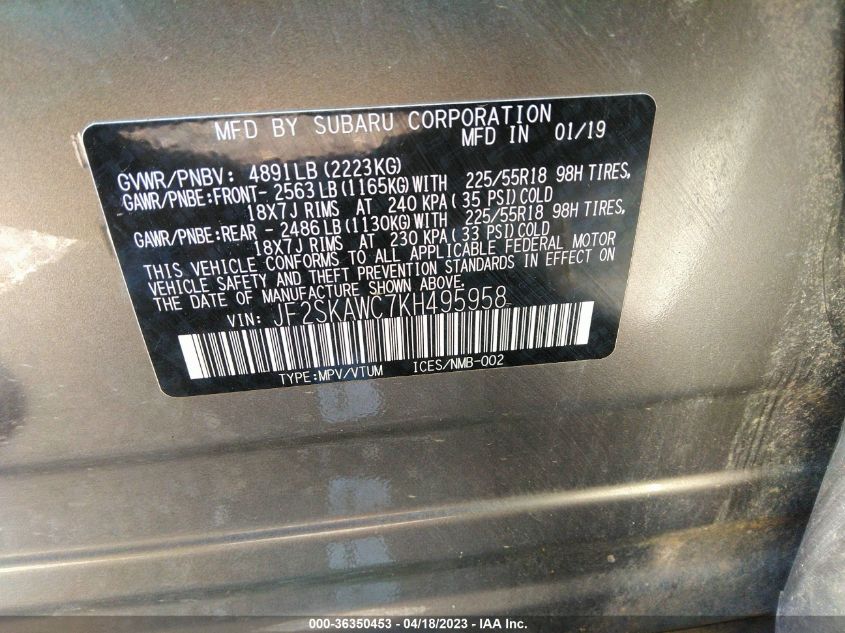 MFD BY SUBARU CORPORATION
MFD IN 01/19
GVWR/PNBV: 4891LB(2223KG)
GAWR/PNBE:FRONT- 2563LB(1165KG)WITH 225/55R18 98H TIRES,
18X7J RIMS AT 240 KPA(35 PSI)COLD
GAWR/PNBE:REAR - 2486LB(1130KG)WITH 225/55R18 98H TIRES,
18X7J RIMS AT 230 KPA(33 PSI)COLD
THIS VEHICLE CONFORMS TO ALL APPLICABLE FEDERAL MOTOR
VEHICLE SAFETY AND THEFT PREVENTION STANDARDS IN EFFECT ON
THE DATE OF MANUFACTURE SHOWN ABOVE.
VIN: JF2SKAWC7KH495958
TYPE:MPV/VTUM ICES/NMB-002
000-36350453 - 04/18/2023 - IAA Inc.